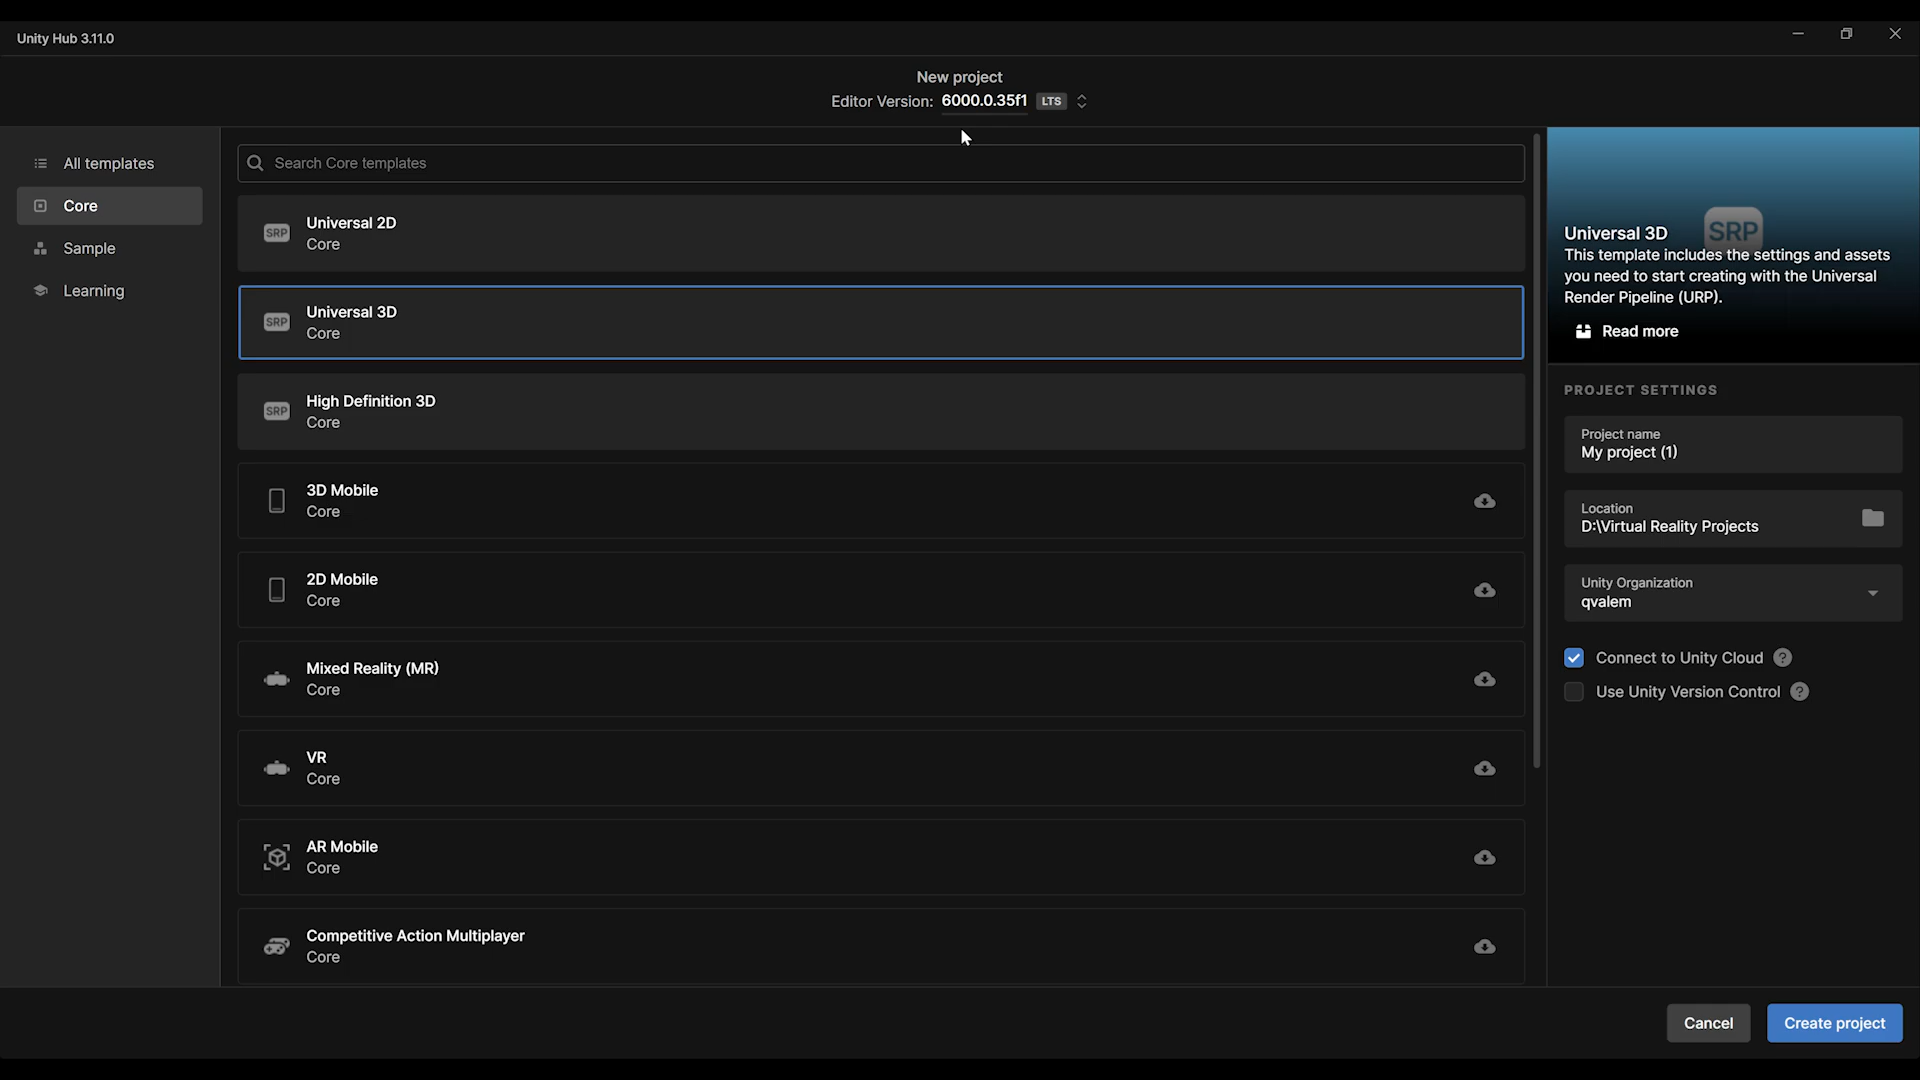 Unity Hub 3.11.0
New project
Editor Version: 6000.0.35f1 LTS
All templates
Core
Sample
Learning
Search Core templates
SRP
Universal 2D
Core
SRP
Universal 3D
Core
SRP
High Definition 3D
Core
3D Mobile
Core
2D Mobile
Core
Mixed Reality (MR)
Core
VR
Core
AR Mobile
Core
Competitive Action Multiplayer
Core
SRP
Universal 3D
This template includes the settings and assets
you need to start creating with the Universal
Render Pipeline (URP).
Read more
PROJECT SETTINGS
Project name
My project (1)
Location
D:\Virtual Reality Projects
Unity Organization
qvalem
Connect to Unity Cloud ?
Use Unity Version Control ?
Cancel
Create project